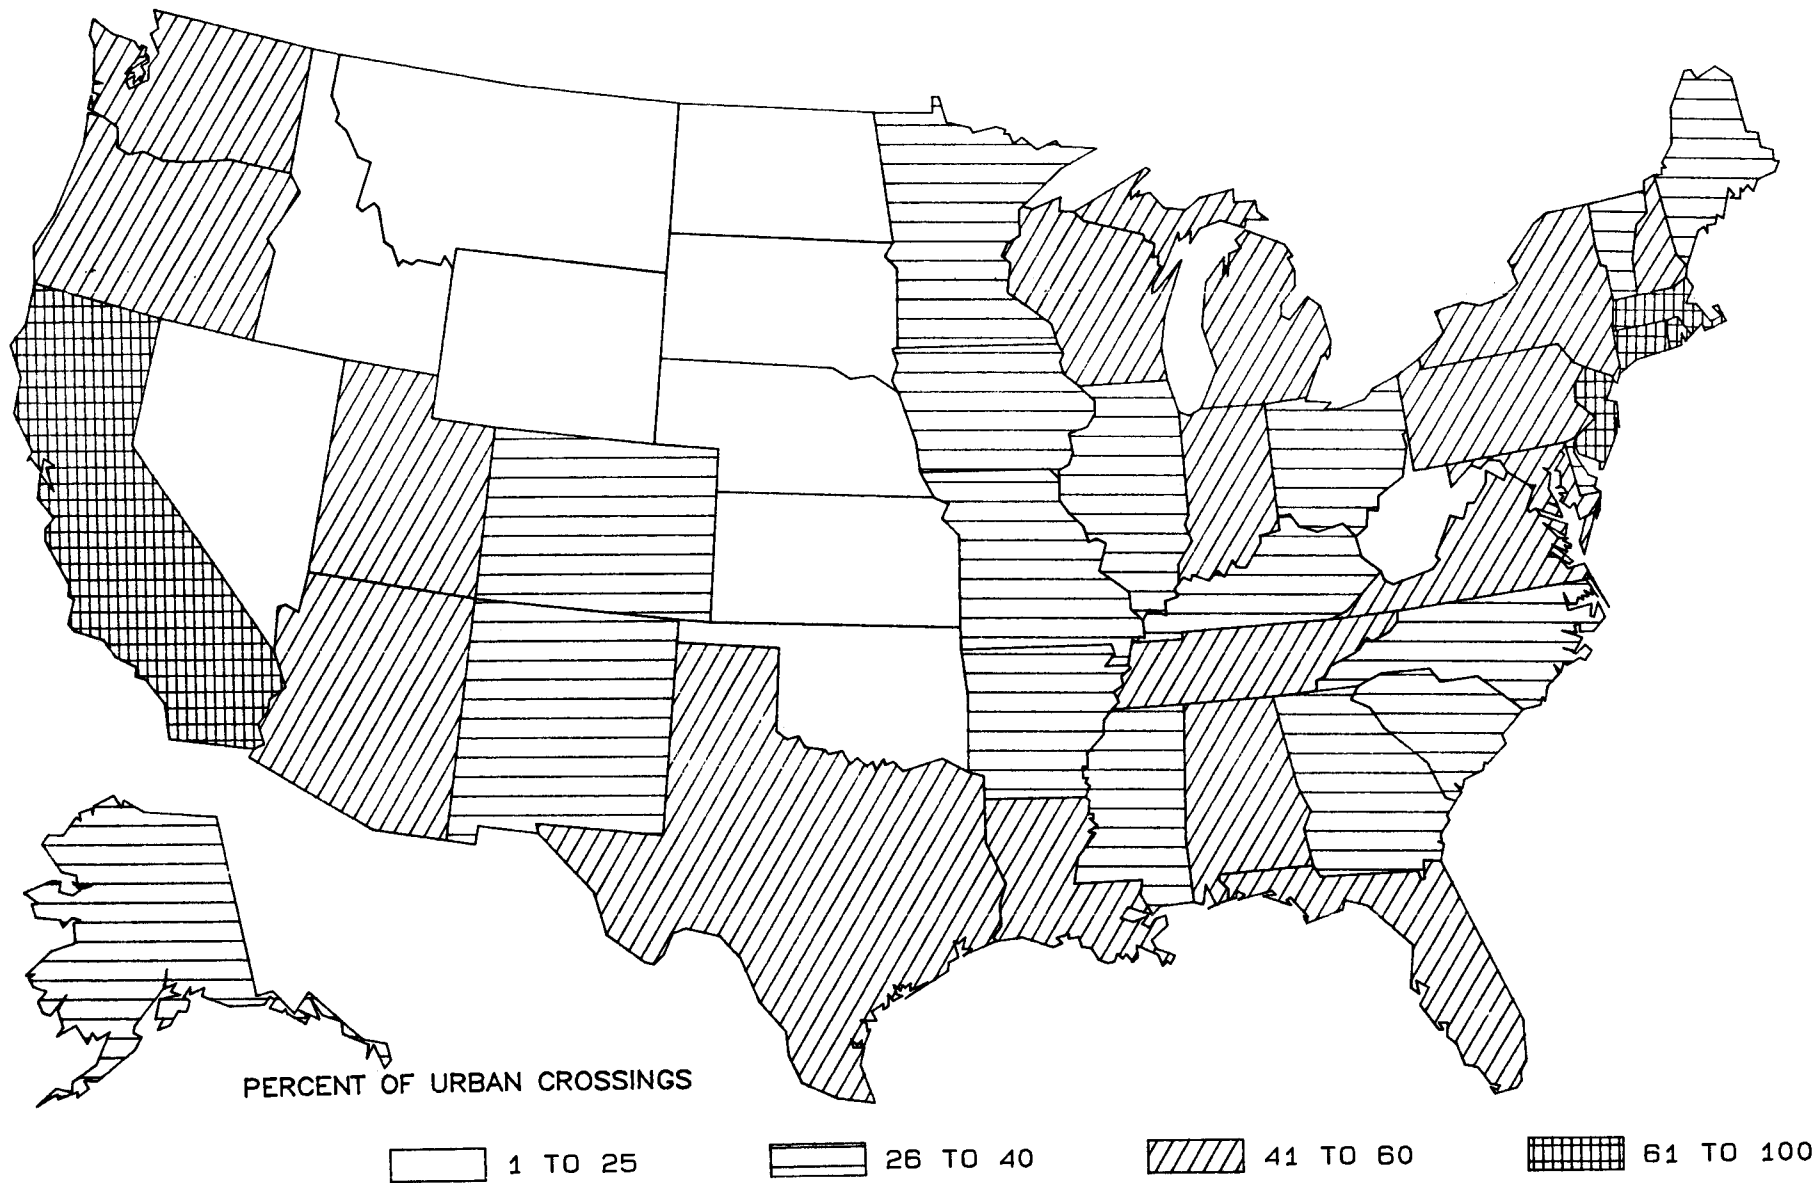 PERCENT OF URBAN CROSSINGS
1 TO 25
26 TO 40
41 TO 60
61 TO 100